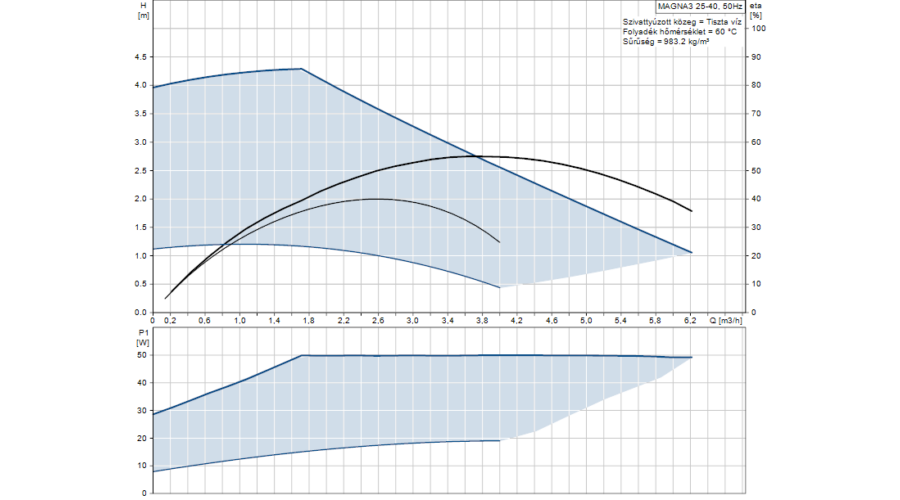 H
[m]
MAGNA3 25-40, 50Hz
eta
[%]
Szivattyúzott közeg = Tiszta víz
Folyadék hőmérséklet = 60 °C
Sűrűség = 983.2 kg/m³
100
4.5
90
4.0
80
3.5
70
3.0
60
2.5
50
2.0
40
1.5
30
1.0
20
0.5
10
0.0
0
0 0.2 0.6 1.0 1.4 1.8 2.2 2.6 3.0 3.4 3.8 4.2 4.6 5.0 5.4 5.8 6.2 Q [m3/h]
P1
[W]
50
40
30
20
10
0